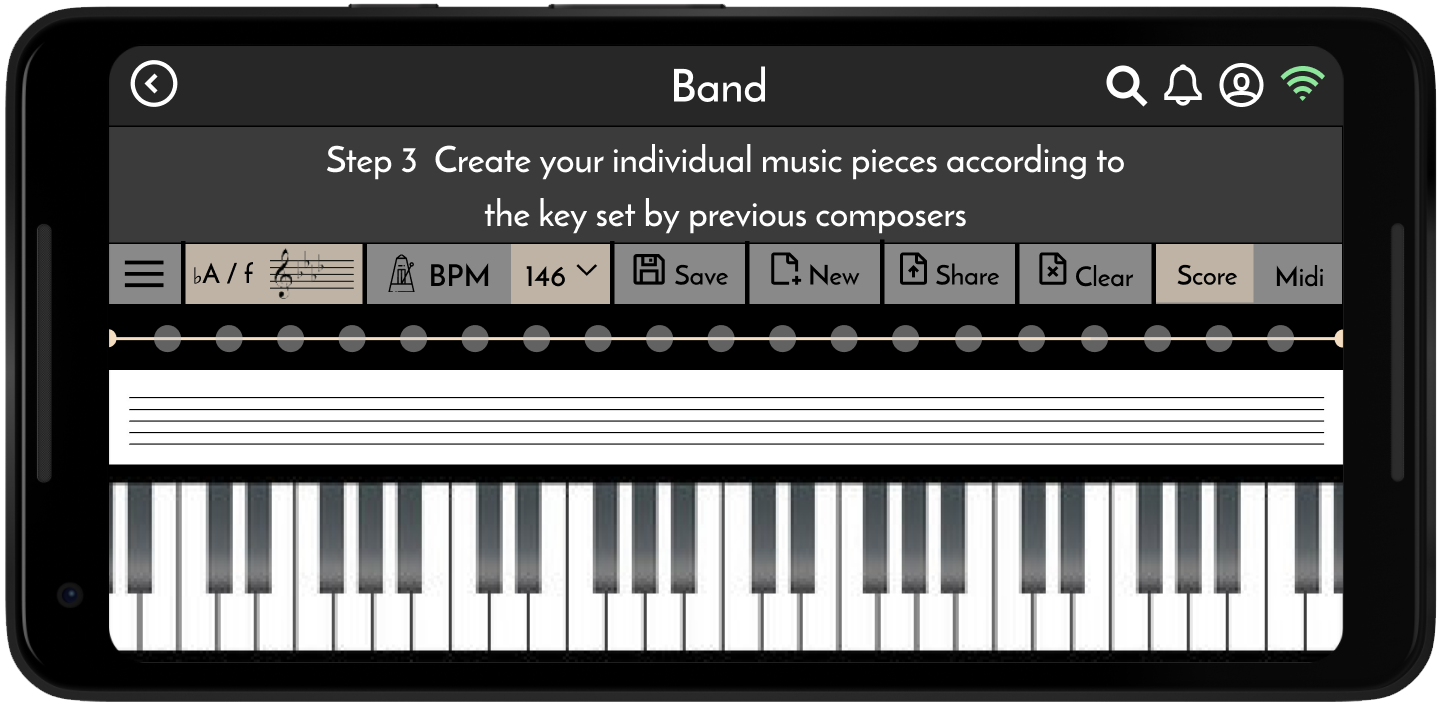 Band
Step 3 Create your individual music pieces according to
the key set by previous composers
♭A / f BPM 146 Save New Share Clear Score Midi